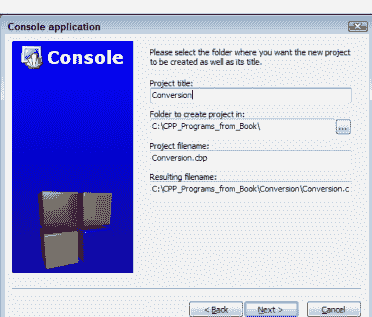 Console application
Console
Please select the folder where you want the new project
to be created as well as its title.
Project title:
Conversion
Folder to create project in:
C:\CPP_Programs_from_Book\
...
Project filename:
Conversion.cbp
Resulting filename:
C:\CPP_Programs_from_Book\Conversion\Conversion.c
< Back
Next >
Cancel